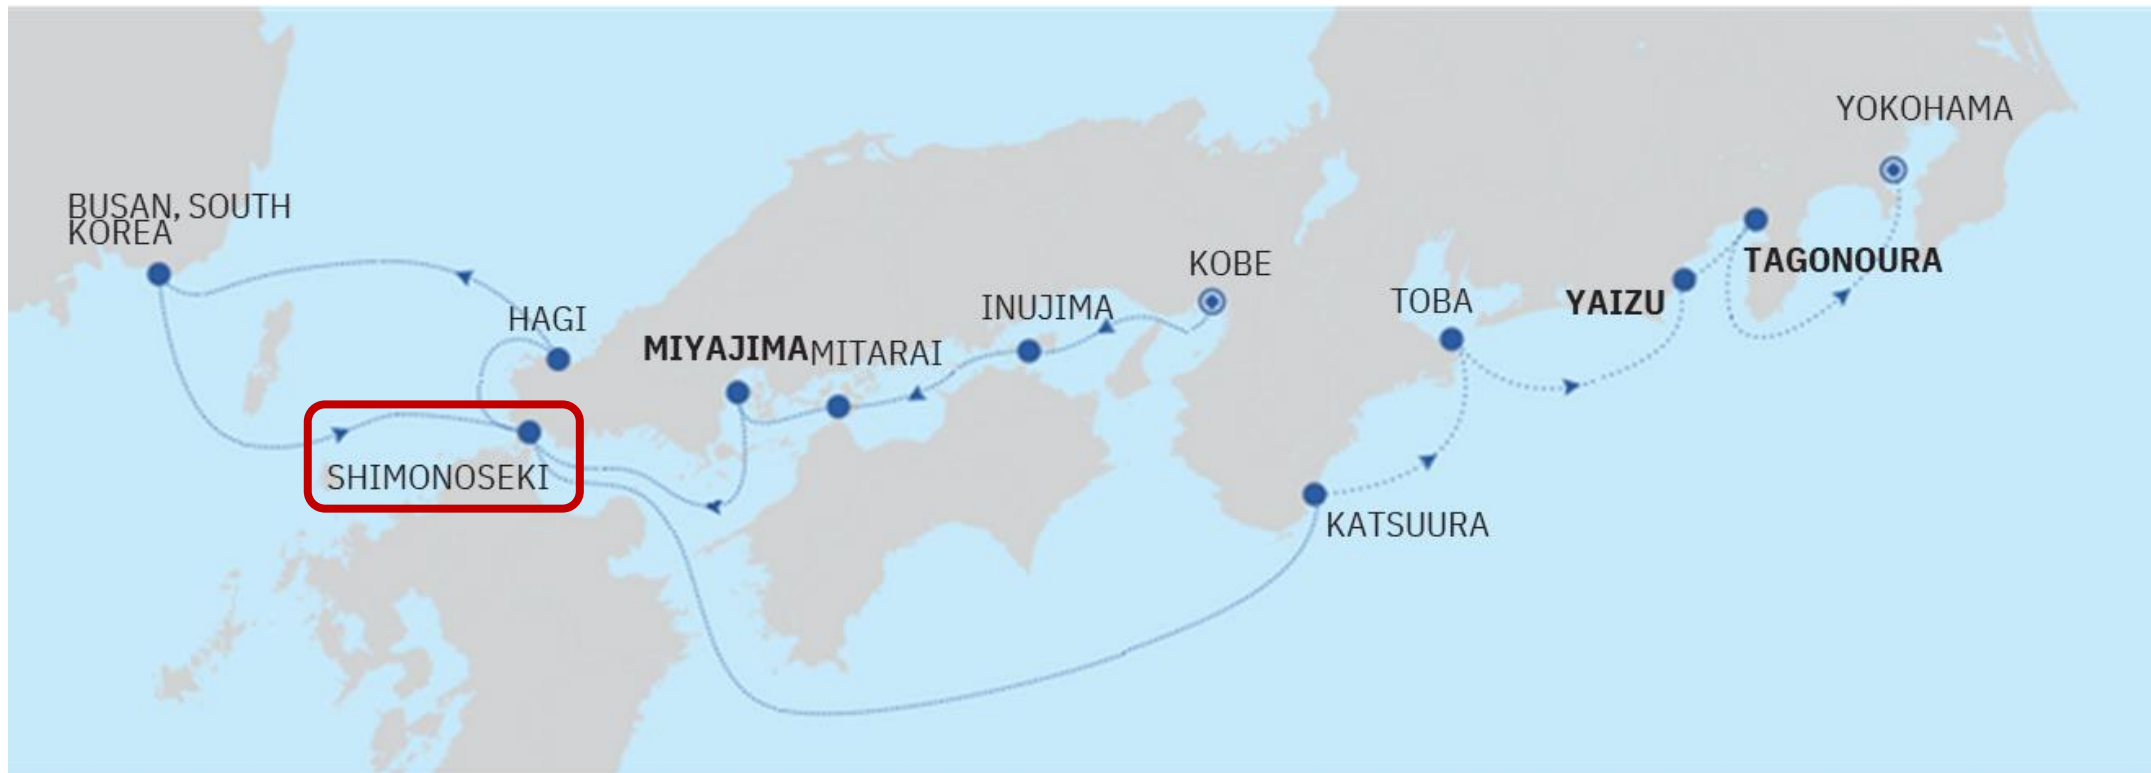 YOKOHAMA
BUSAN, SOUTH
KOREA
KOBE
TAGONOURA
HAGI
INUJIMA
TOBA
YAIZU
MIYAJIMA
MITARAI
SHIMONOSEKI
KATSUURA